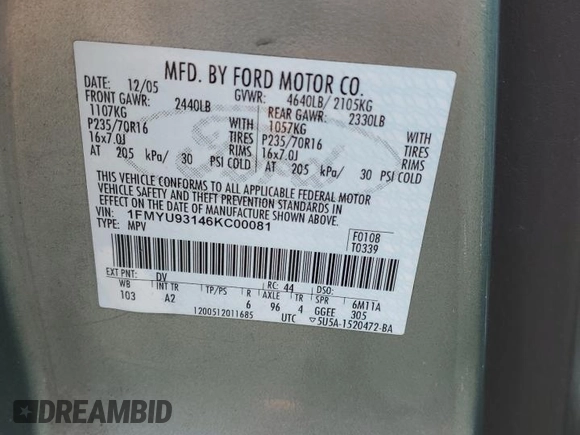 MFD. BY FORD MOTOR CO.
DATE: 12/05 GVWR: 4640LB/ 2105KG
FRONT GAWR: 2440LB REAR GAWR: 2330LB
1107KG WITH 1057KG WITH
P235/70R16 TIRES P235/70R16 TIRES
16x7.0J RIMS 16x7.0J RIMS
AT 205 kPa/ 30 PSI COLD AT 205 kPa/ 30 PSI COLD
THIS VEHICLE CONFORMS TO ALL APPLICABLE FEDERAL MOTOR
VEHICLE SAFETY AND THEFT PREVENTION STANDARDS IN
EFFECT ON THE DATE OF MANUFACTURE SHOWN ABOVE.
VIN: 1FMYU93146KC00081
TYPE: MPV
F0108
T0339
EXT PNT: DV RC: 44 DSO:
WB INT TR TP/PS R AXLE TR SPR 6M11A
103 A2 6 96 4 GGEE 305
1200512011685 UTC ▽5U5A-1520472-BA
Ford
DREAMBID